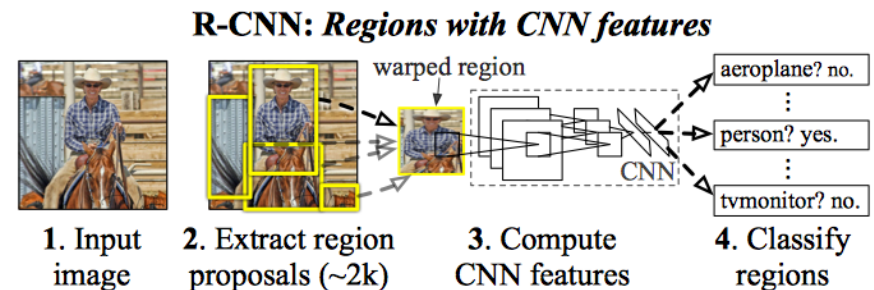 R-CNN: Regions with CNN features
warped region
aeroplane? no.
person? yes.
tvmonitor? no.
CNN
1. Input
image
2. Extract region
proposals (~2k)
3. Compute
CNN features
4. Classify
regions